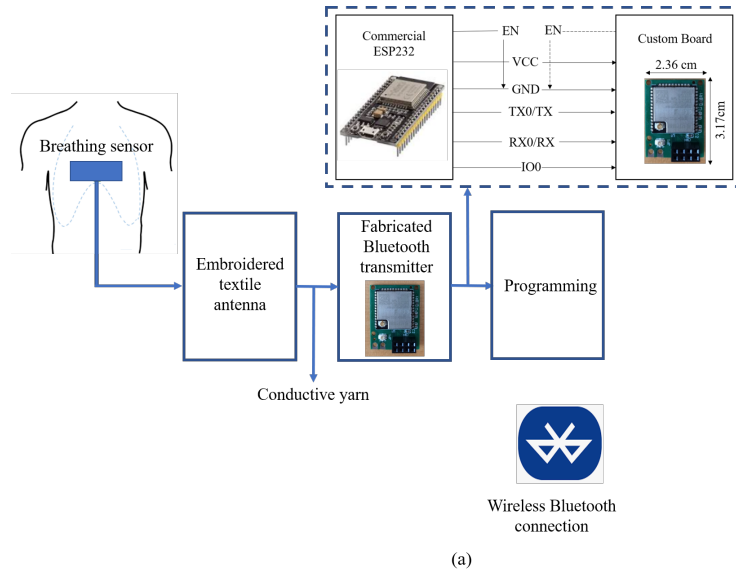 Commercial
ESP232
EN EN
VCC
GND
TX0/TX
RX0/RX
IO0
Custom Board
2.36 cm
3.17cm
Breathing sensor
Embroidered
textile
antenna
Fabricated
Bluetooth
transmitter
Programming
Conductive yarn
Wireless Bluetooth
connection
(a)